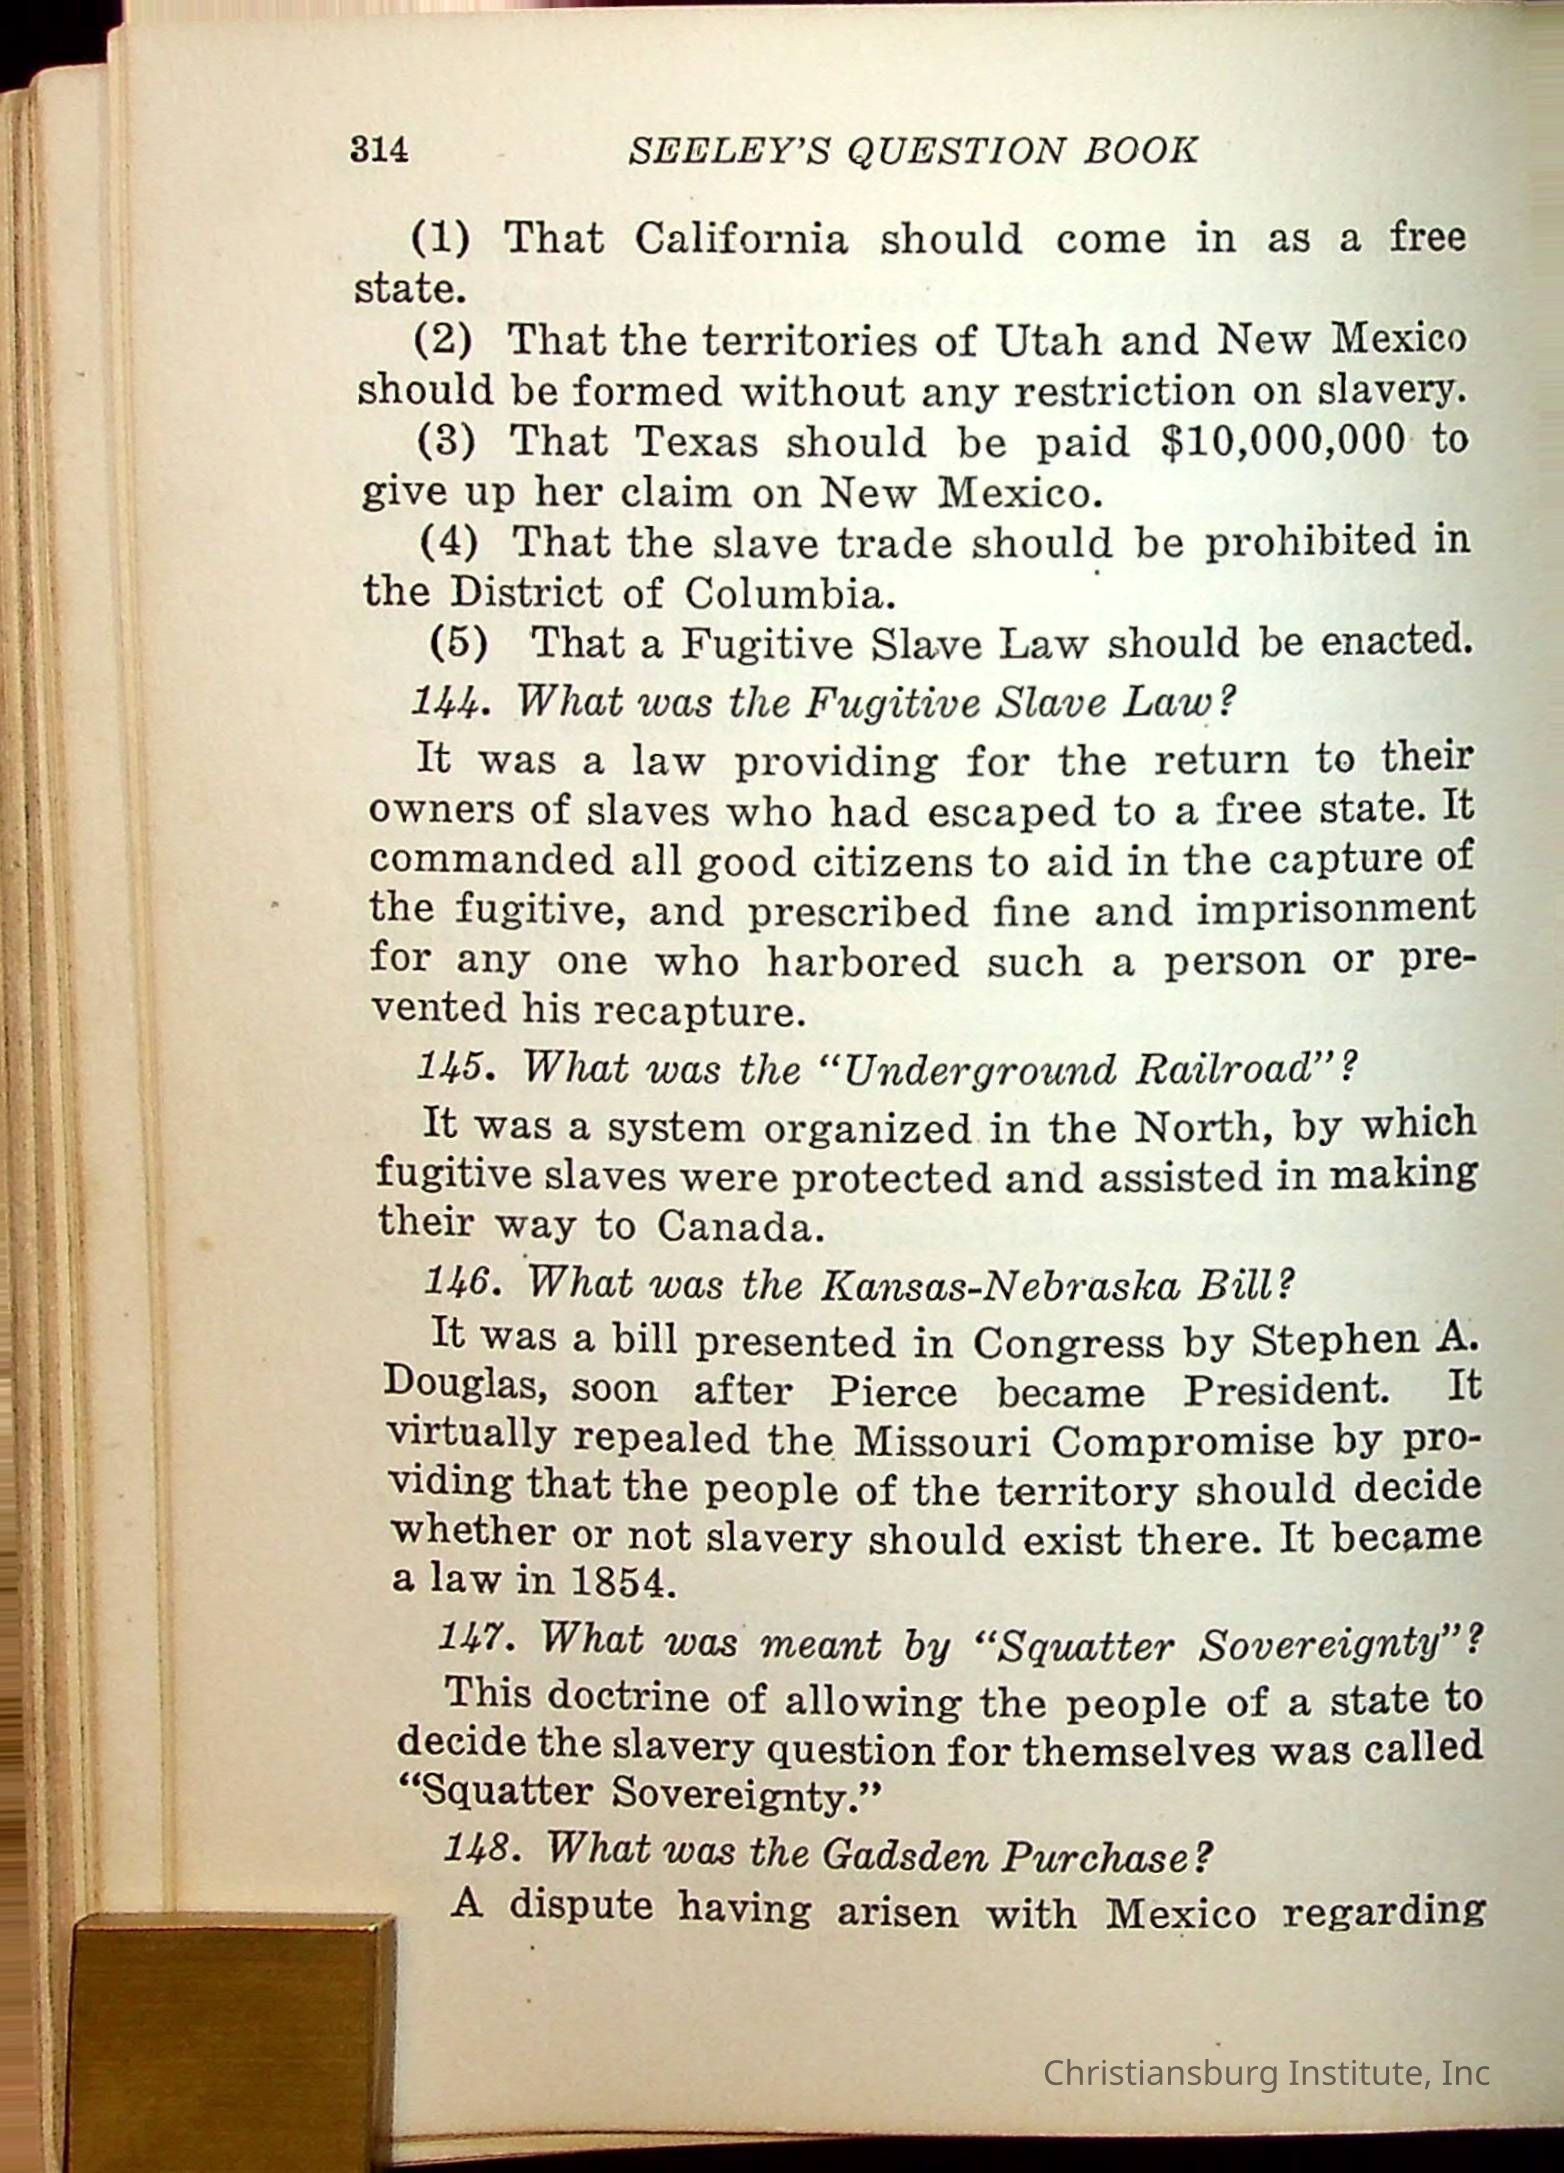 314 SEELEY'S QUESTION BOOK
(1) That California should come in as a free
state.
(2) That the territories of Utah and New Mexico
should be formed without any restriction on slavery.
(3) That Texas should be paid $10,000,000 to
give up her claim on New Mexico.
(4) That the slave trade should be prohibited in
the District of Columbia.
(5) That a Fugitive Slave Law should be enacted.
144. What was the Fugitive Slave Law?
It was a law providing for the return to their
owners of slaves who had escaped to a free state. It
commanded all good citizens to aid in the capture of
the fugitive, and prescribed fine and imprisonment
for any one who harbored such a person or pre-
vented his recapture.
145. What was the "Underground Railroad"?
It was a system organized in the North, by which
fugitive slaves were protected and assisted in making
their way to Canada.
146. What was the Kansas-Nebraska Bill?
It was a bill presented in Congress by Stephen A.
Douglas, soon after Pierce became President. It
virtually repealed the Missouri Compromise by pro-
viding that the people of the territory should decide
whether or not slavery should exist there. It became
a law in 1854.
147. What was meant by "Squatter Sovereignty"?
This doctrine of allowing the people of a state to
decide the slavery question for themselves was called
"Squatter Sovereignty."
148. What was the Gadsden Purchase?
A dispute having arisen with Mexico regarding
Christiansburg Institute, Inc